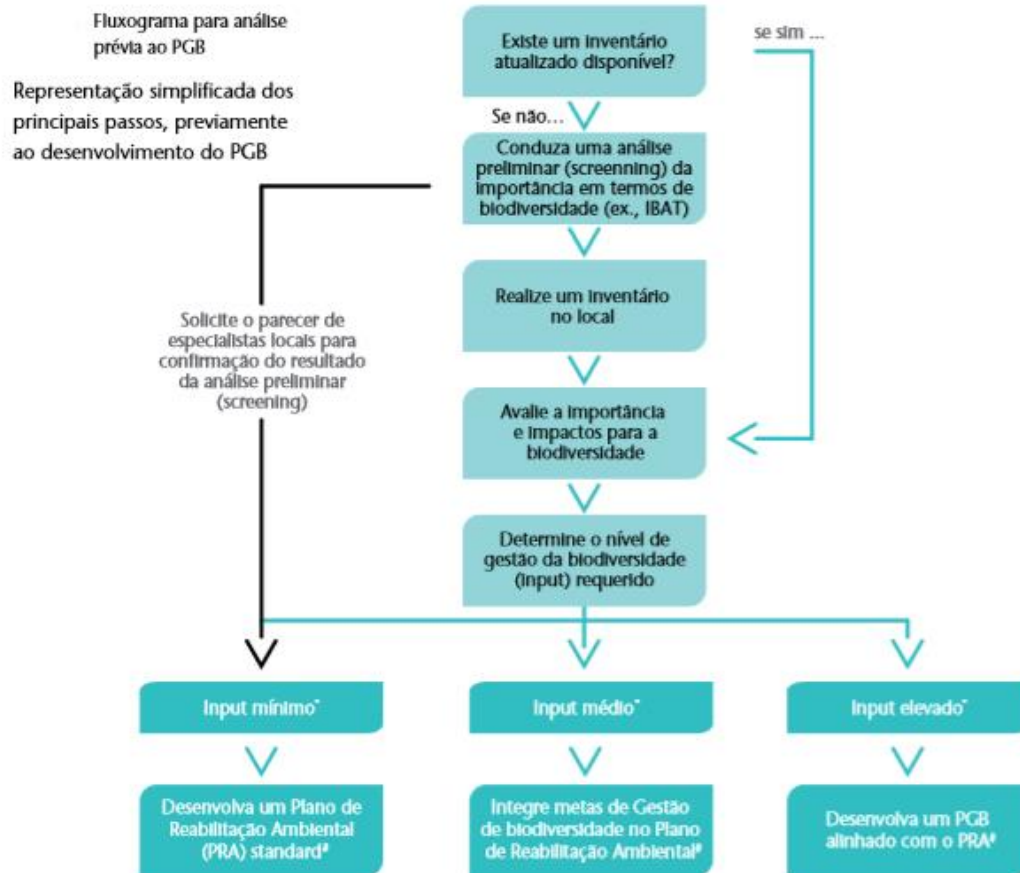 Fluxograma para análise
prévia ao PGB
Representação simplificada dos
principais passos, previamente
ao desenvolvimento do PGB
Existe um inventário
atualizado disponível?
se sim ...
Se não...
Conduza uma análise
preliminar (screenning) da
importância em termos de
biodiversidade (ex., IBAT)
Realize um inventário
no local
Solicite o parecer de
especialistas locais para
confirmação do resultado
da análise preliminar
(screening)
Avalie a importância
e impactos para a
biodiversidade
Determine o nível de
gestão da biodiversidade
(input) requerido
Input mínimo*
Input médio*
Input elevado*
Desenvolva um Plano de
Reabilitação Ambiental
(PRA) standard#
Integre metas de Gestão
de biodiversidade no Plano
de Reabilitação Ambiental#
Desenvolva um PGB
alinhado com o PRA#